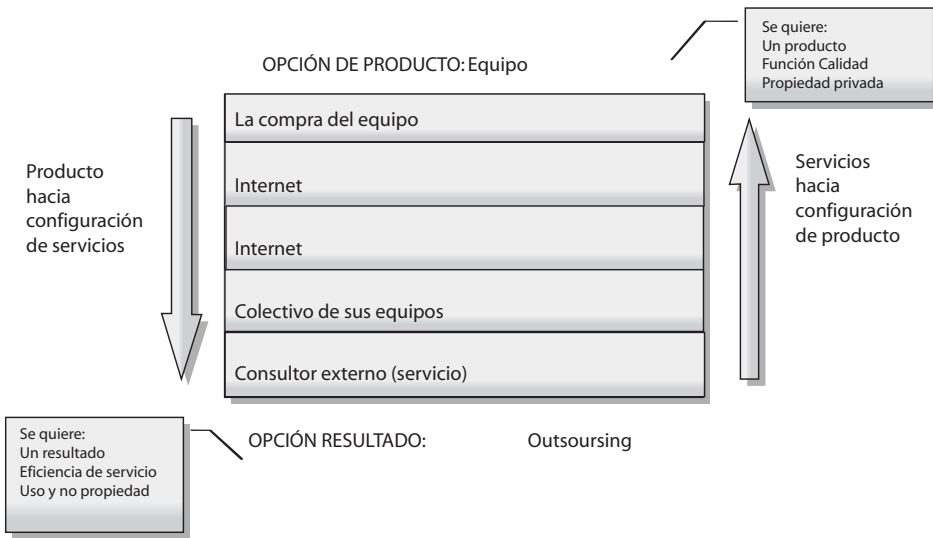 Se quiere:
Un producto
Función Calidad
Propiedad privada
OPCIÓN DE PRODUCTO: Equipo
La compra del equipo
Internet
Internet
Colectivo de sus equipos
Consultor externo (servicio)
Producto
hacia
configuración
de servicios
Servicios
hacia
configuración
de producto
Se quiere:
Un resultado
Eficiencia de servicio
Uso y no propiedad
OPCIÓN RESULTADO: Outsoursing